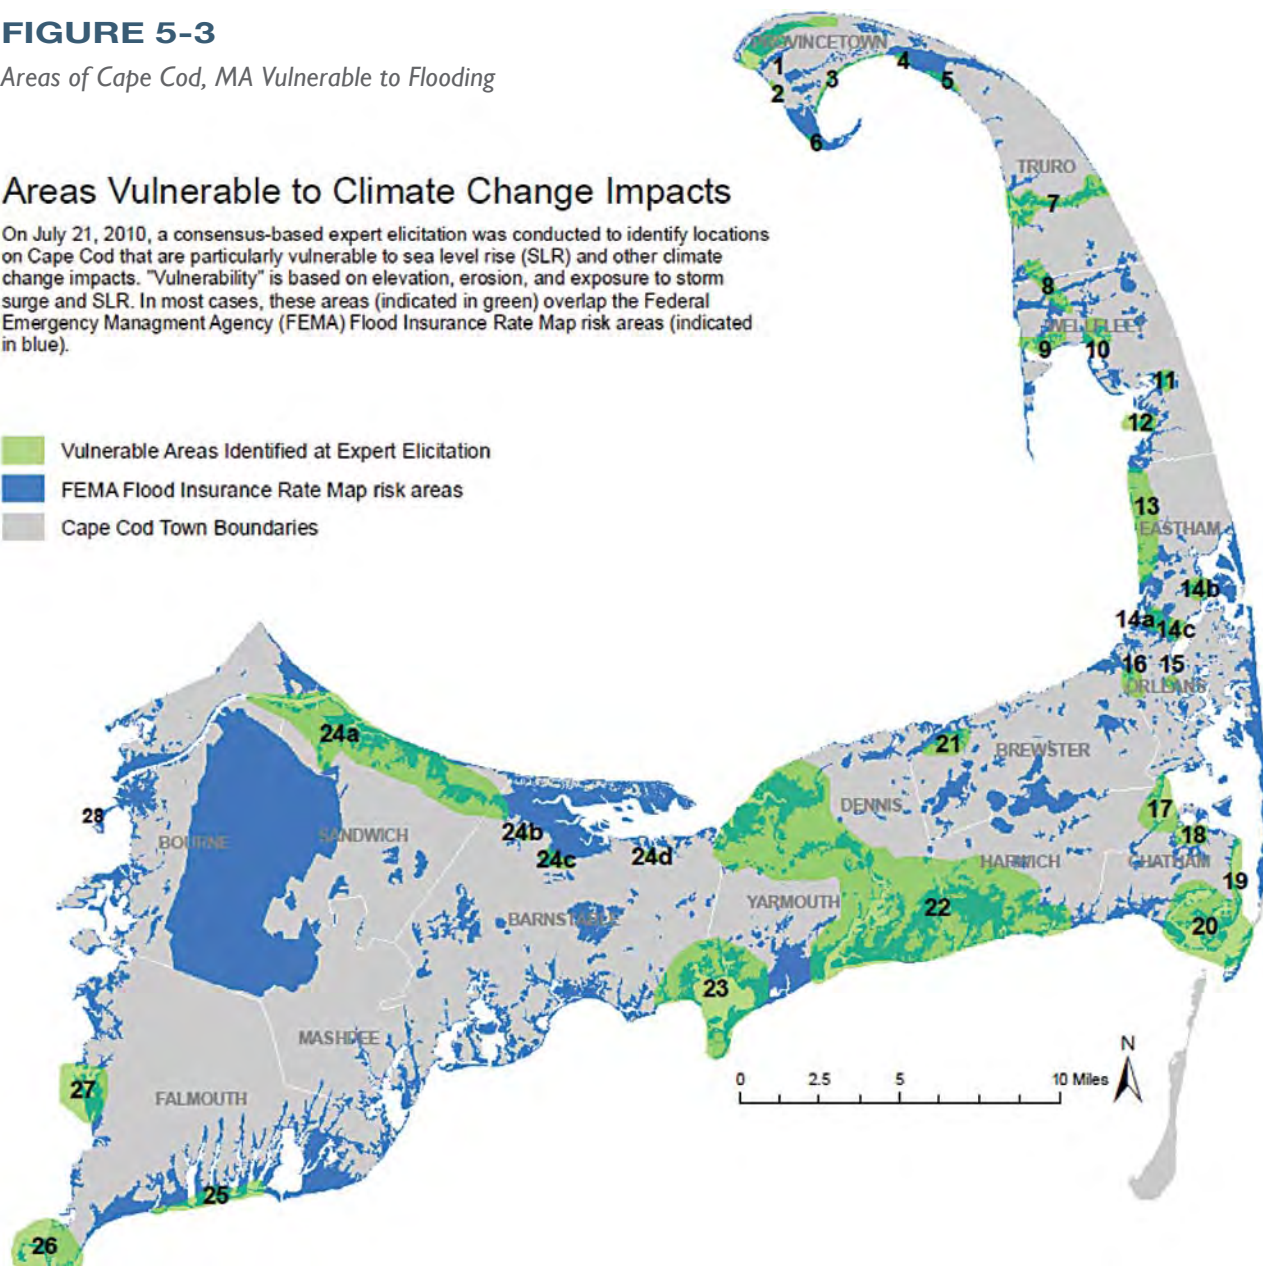 FIGURE 5-3
Areas of Cape Cod, MA Vulnerable to Flooding
Areas Vulnerable to Climate Change Impacts
On July 21, 2010, a consensus-based expert elicitation was conducted to identify locations
on Cape Cod that are particularly vulnerable to sea level rise (SLR) and other climate
change impacts. "Vulnerability" is based on elevation, erosion, and exposure to storm
surge and SLR. In most cases, these areas (indicated in green) overlap the Federal
Emergency Managment Agency (FEMA) Flood Insurance Rate Map risk areas (indicated
in blue).
Vulnerable Areas Identified at Expert Elicitation
FEMA Flood Insurance Rate Map risk areas
Cape Cod Town Boundaries
PROVINCETOWN
1
2
3
4
5
6
TRURO
7
8
WELLFLEET
9
10
11
12
13
EASTHAM
14b
14a
14c
16
15
ORLEANS
24a
21
BREWSTER
28
BOURNE
SANDWICH
24b
24c
24d
DENNIS
17
18
HARWICH
CHATHAM
19
BARNSTABLE
YARMOUTH
22
20
23
MASHPEE
N
0
2.5
5
10 Miles
27
FALMOUTH
25
26